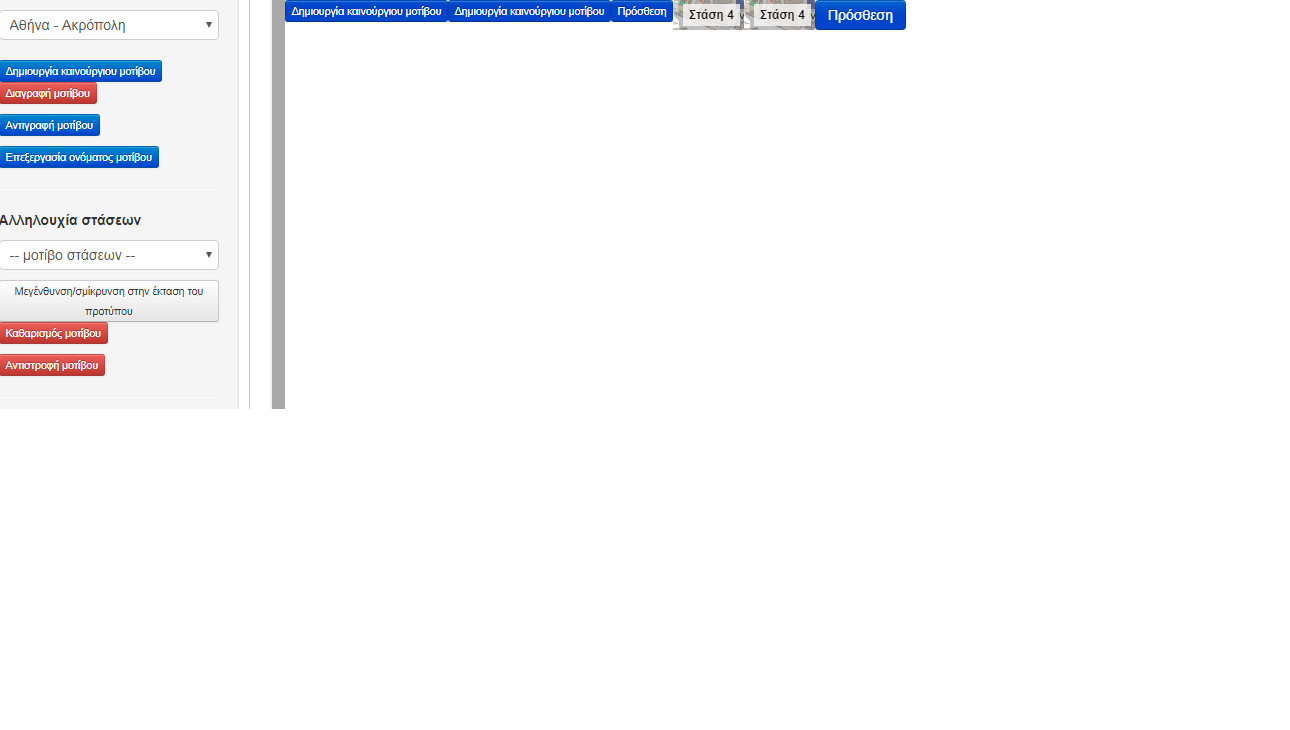 Αθήνα - Ακρόπολη
Δημιουργία καινούργιου μοτίβου
Διαγραφή μοτίβου
Αντιγραφή μοτίβου
Επεξεργασία ονόματος μοτίβου
Αλληλουχία στάσεων
-- μοτίβο στάσεων --
Μεγένθυνση/σμίκρυνση στην έκταση του
προτύπου
Καθαρισμός μοτίβου
Αντιστροφή μοτίβου
Δημιουργία καινούργιου μοτίβου Δημιουργία καινούργιου μοτίβου Πρόσθεση Στάση 4 Στάση 4 Πρόσθεση